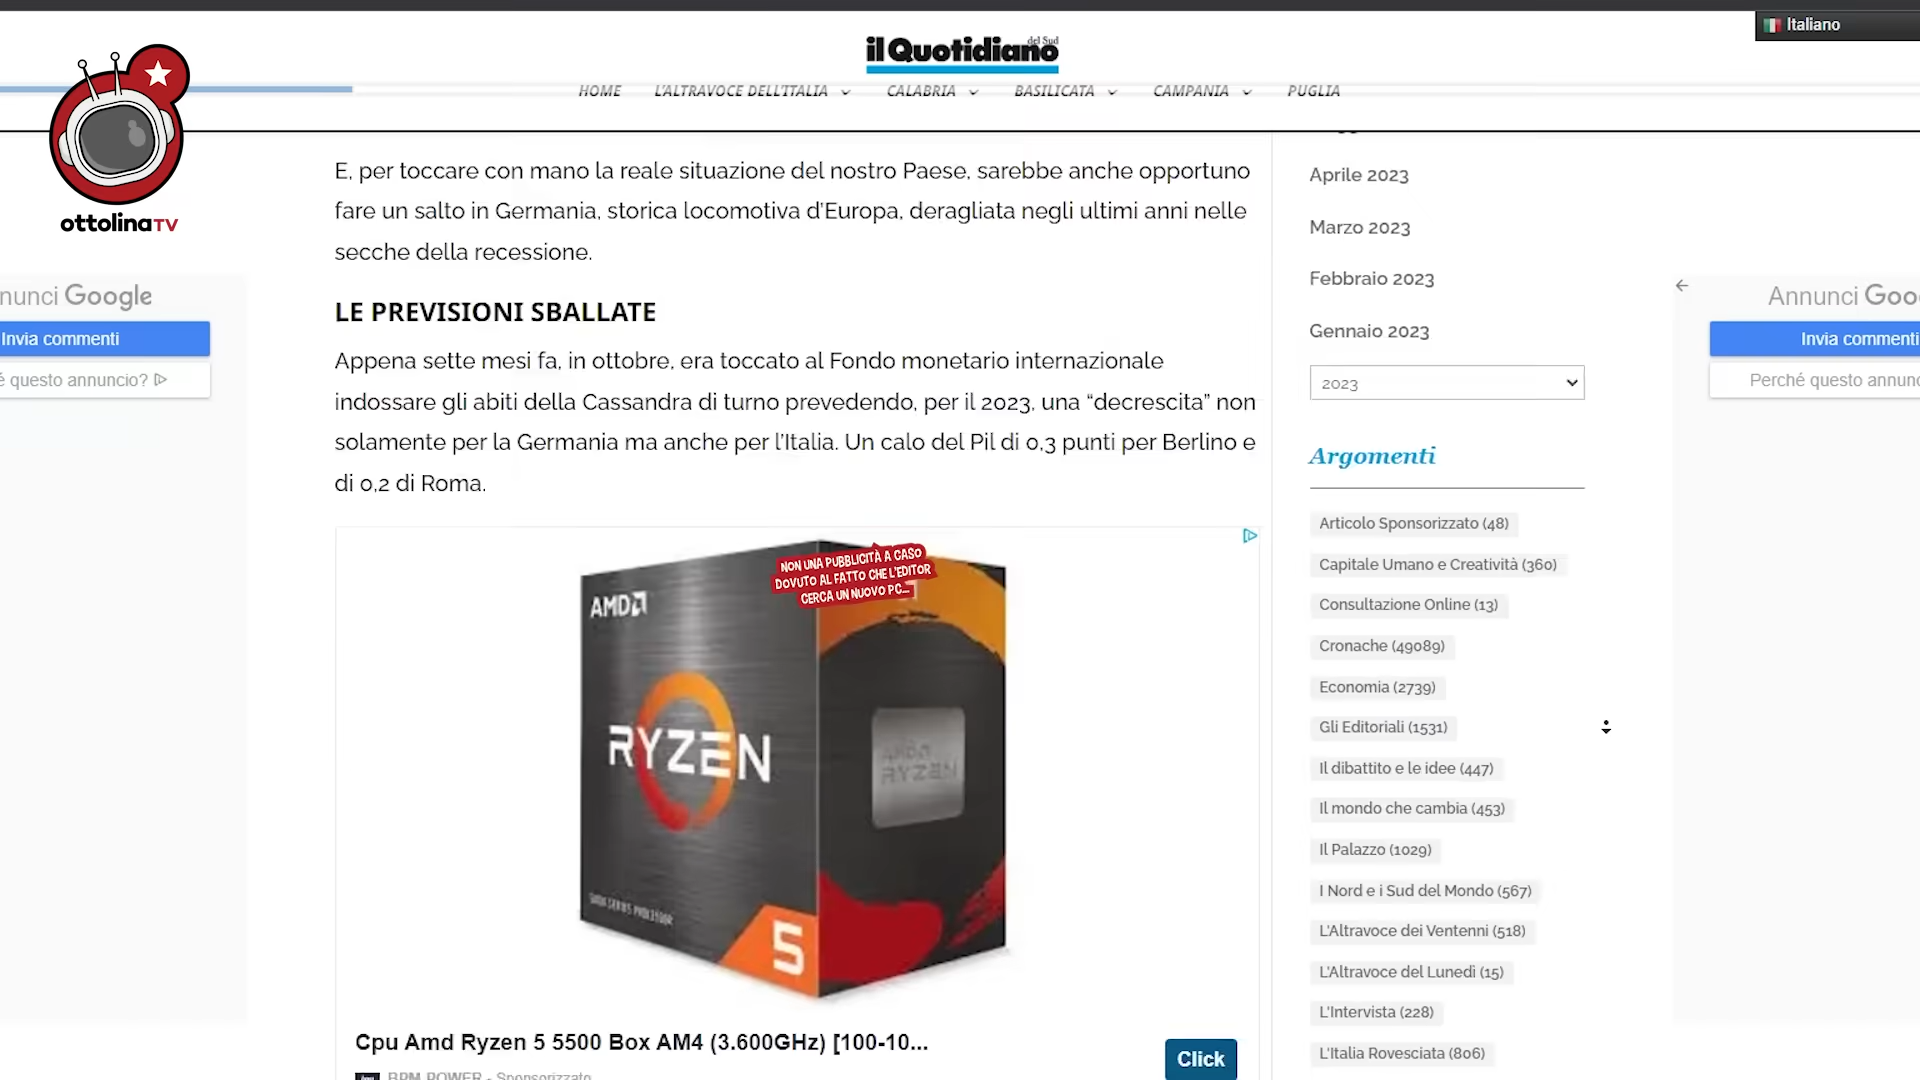 Italiano
il Quotidiano
del Sud
HOME L'ALTRAVOCE DELL'ITALIA CALABRIA BASILICATA CAMPANIA PUGLIA
ottolinaTV
E, per toccare con mano la reale situazione del nostro Paese, sarebbe anche opportuno
fare un salto in Germania, storica locomotiva d'Europa, deragliata negli ultimi anni nelle
secche della recessione.
LE PREVISIONI SBALLATE
Appena sette mesi fa, in ottobre, era toccato al Fondo monetario internazionale
indossare gli abiti della Cassandra di turno prevedendo, per il 2023, una “decrescita” non
solamente per la Germania ma anche per l'Italia. Un calo del Pil di 0,3 punti per Berlino e
di 0,2 di Roma.
NON UNA PUBBLICITÀ A CASO
DOVUTO AL FATTO CHE L'EDITOR
CERCA UN NUOVO PC...
AMD
RYZEN
AMD
RYZEN
5000 SERIES PROCESSOR
5
Cpu Amd Ryzen 5 5500 Box AM4 (3.600GHz) [100-10...
BPM POWER - Sponsorizzato
Click
nunci Google
Invia commenti
é questo annuncio?
Aprile 2023
Marzo 2023
Febbraio 2023
Gennaio 2023
2023
Argomenti
Articolo Sponsorizzato (48)
Capitale Umano e Creatività (360)
Consultazione Online (13)
Cronache (49089)
Economia (2739)
Gli Editoriali (1531)
Il dibattito e le idee (447)
Il mondo che cambia (453)
Il Palazzo (1029)
I Nord e i Sud del Mondo (567)
L'Altravoce dei Ventenni (518)
L'Altravoce del Lunedì (15)
L'Intervista (228)
L'Italia Rovesciata (806)
Annunci Goo
Invia commenti
Perché questo annunc